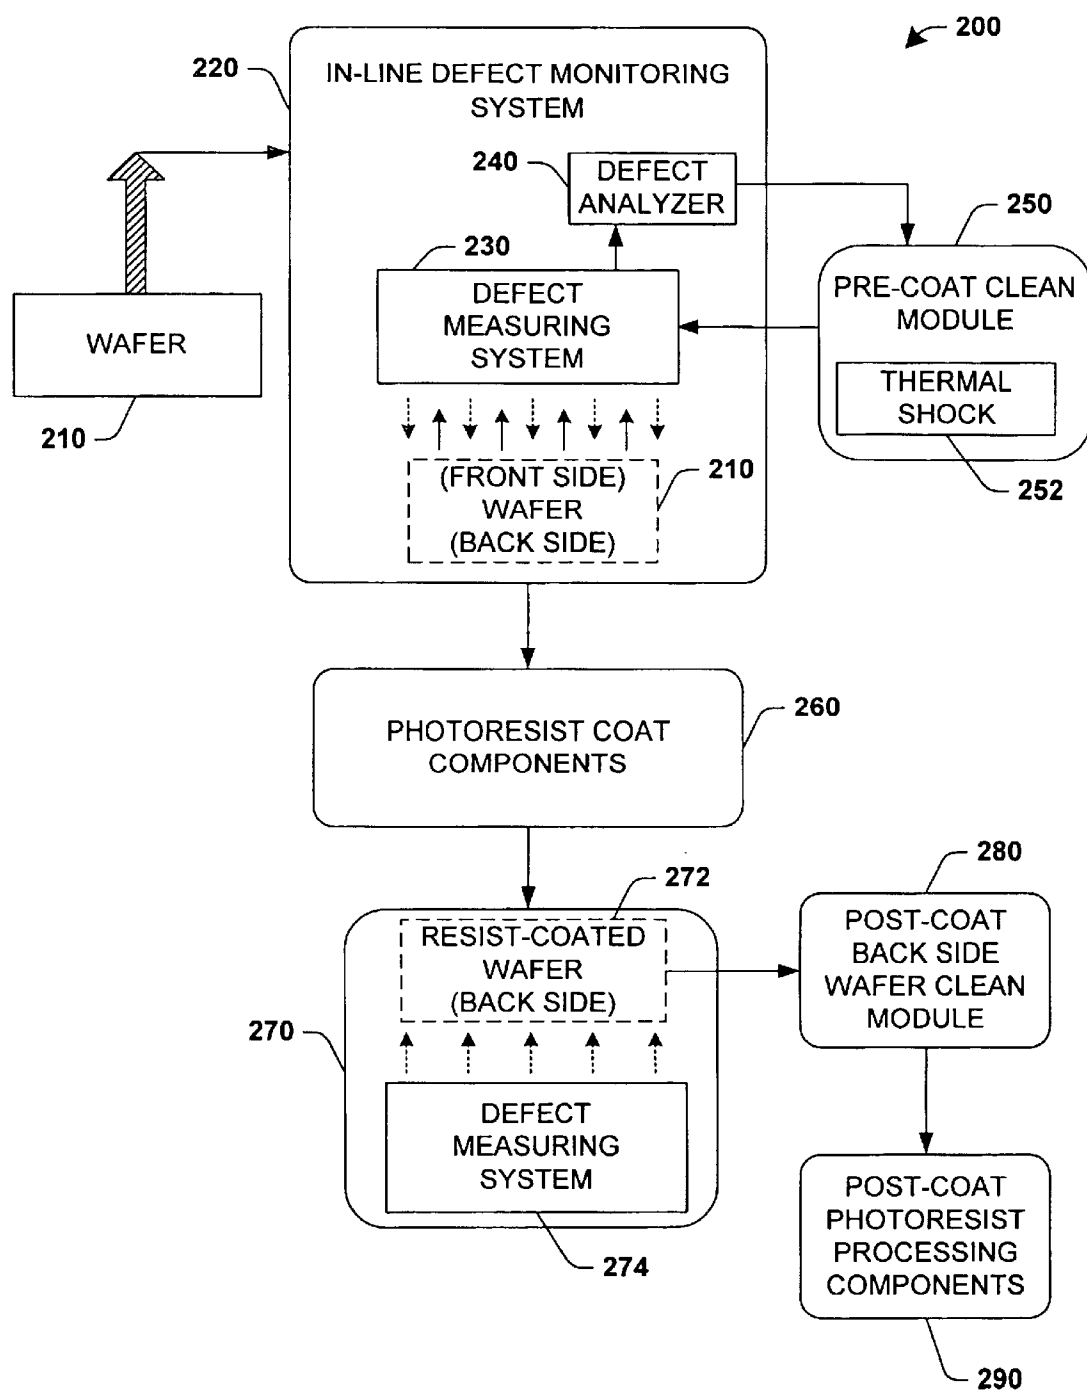 200
220
IN-LINE DEFECT MONITORING
SYSTEM
240
DEFECT
ANALYZER
250
230
DEFECT
MEASURING
SYSTEM
PRE-COAT CLEAN
MODULE
WAFER
THERMAL
SHOCK
210
252
(FRONT SIDE)
WAFER
(BACK SIDE)
210
PHOTORESIST COAT
COMPONENTS
260
272
280
RESIST-COATED
WAFER
(BACK SIDE)
POST-COAT
BACK SIDE
WAFER CLEAN
MODULE
270
DEFECT
MEASURING
SYSTEM
274
POST-COAT
PHOTORESIST
PROCESSING
COMPONENTS
290